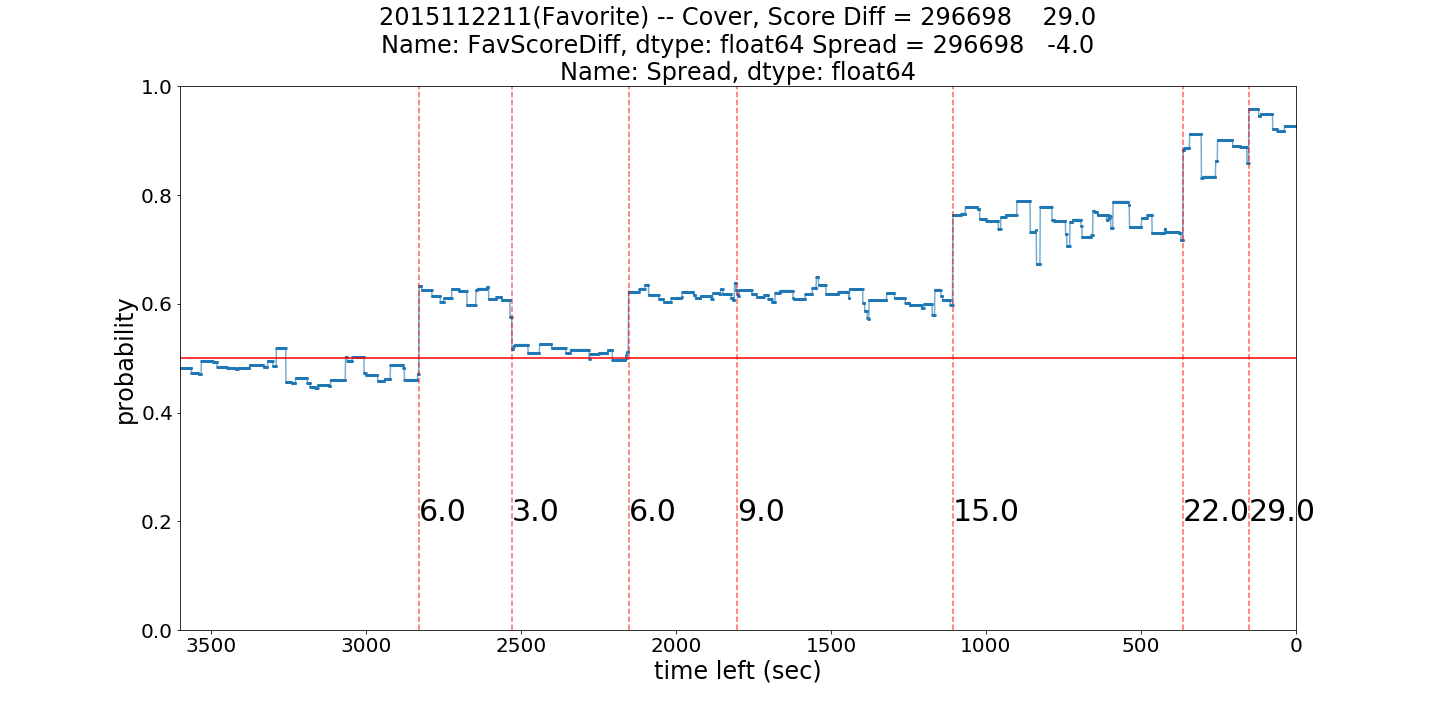 2015112211(Favorite) -- Cover, Score Diff = 296698    29.0
Name: FavScoreDiff, dtype: float64 Spread = 296698   -4.0
Name: Spread, dtype: float64
1.0
0.8
0.6
0.4
0.2
0.0
probability
6.0 3.0 6.0 9.0 15.0 22.0 29.0
3500 3000 2500 2000 1500 1000 500 0
time left (sec)